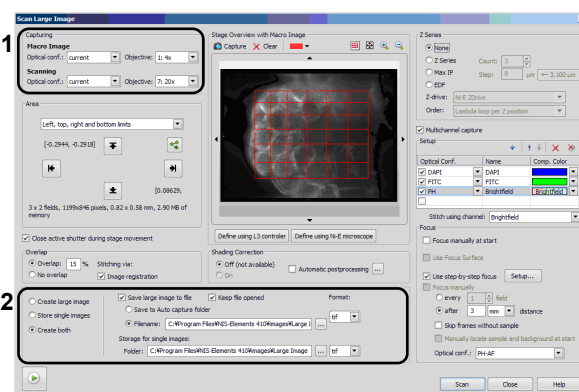 Scan Large Image
1
Capturing
Macro Image
Optical conf.: current Objective: 1: 4x
Scanning
Optical conf.: current Objective: 7: 20x
Area
Left, top, right and bottom limits
[-0.2944, -0.2918]
[0.08629,
3 x 2 fields, 1199x846 pixels, 0.82 x 0.58 mm, 2.90 MB of
memory
Close active shutter during stage movement
Overlap
Overlap: 15 % Stitching via:
No overlap Image registration
Stage Overview with Macro Image
Capture Clear
Define using L3 controler Define using Ni-E microscope
Shading Correction
Off (not available)
On
Automatic postprocessing ...
2
Create large image
Store single images
Create both
Save large image to file Keep file opened Format:
Save to Auto capture folder
Filename: C:\Program Files\NIS-Elements 410\Images\Large I ... tif
Storage for single images:
Folder: C:\Program Files\NIS-Elements 410\Images\Large Image ... tif
Z Series
None
Z Series Count: 3
Max IP Step: 8 µm <-- 3.100 µm
EDF
Z-drive: Ni-E ZDrive
Order: Lambda loop per Z position
Multichannel capture
Setup
Optical Conf. Name Comp. Color
DAPI DAPI
FITC FITC
PH Brightfield Brightfield
Stitch using channel: Brightfield
Focus
Focus manually at start
Use Focus Surface
Use step-by-step focus Setup...
Focus manually
every 1 field
after 3 mm distance
Skip frames without sample
Manually locate sample and background at start
Optical conf.: PH-AF
Scan Close Help